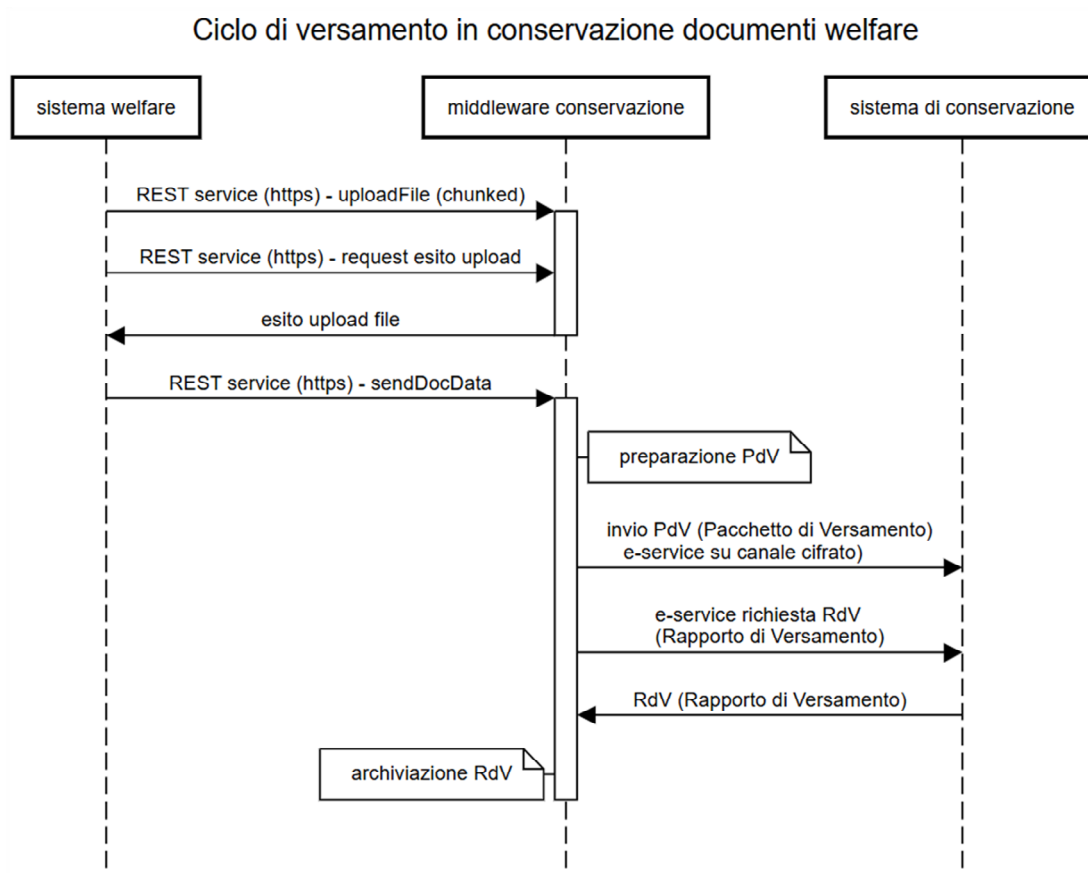 Ciclo di versamento in conservazione documenti welfare
sistema welfare
middleware conservazione
sistema di conservazione
REST service (https) - uploadFile (chunked)
REST service (https) - request esito upload
esito upload file
REST service (https) - sendDocData
preparazione PdV
invio PdV (Pacchetto di Versamento)
e-service su canale cifrato)
e-service richiesta RdV
(Rapporto di Versamento)
RdV (Rapporto di Versamento)
archiviazione RdV